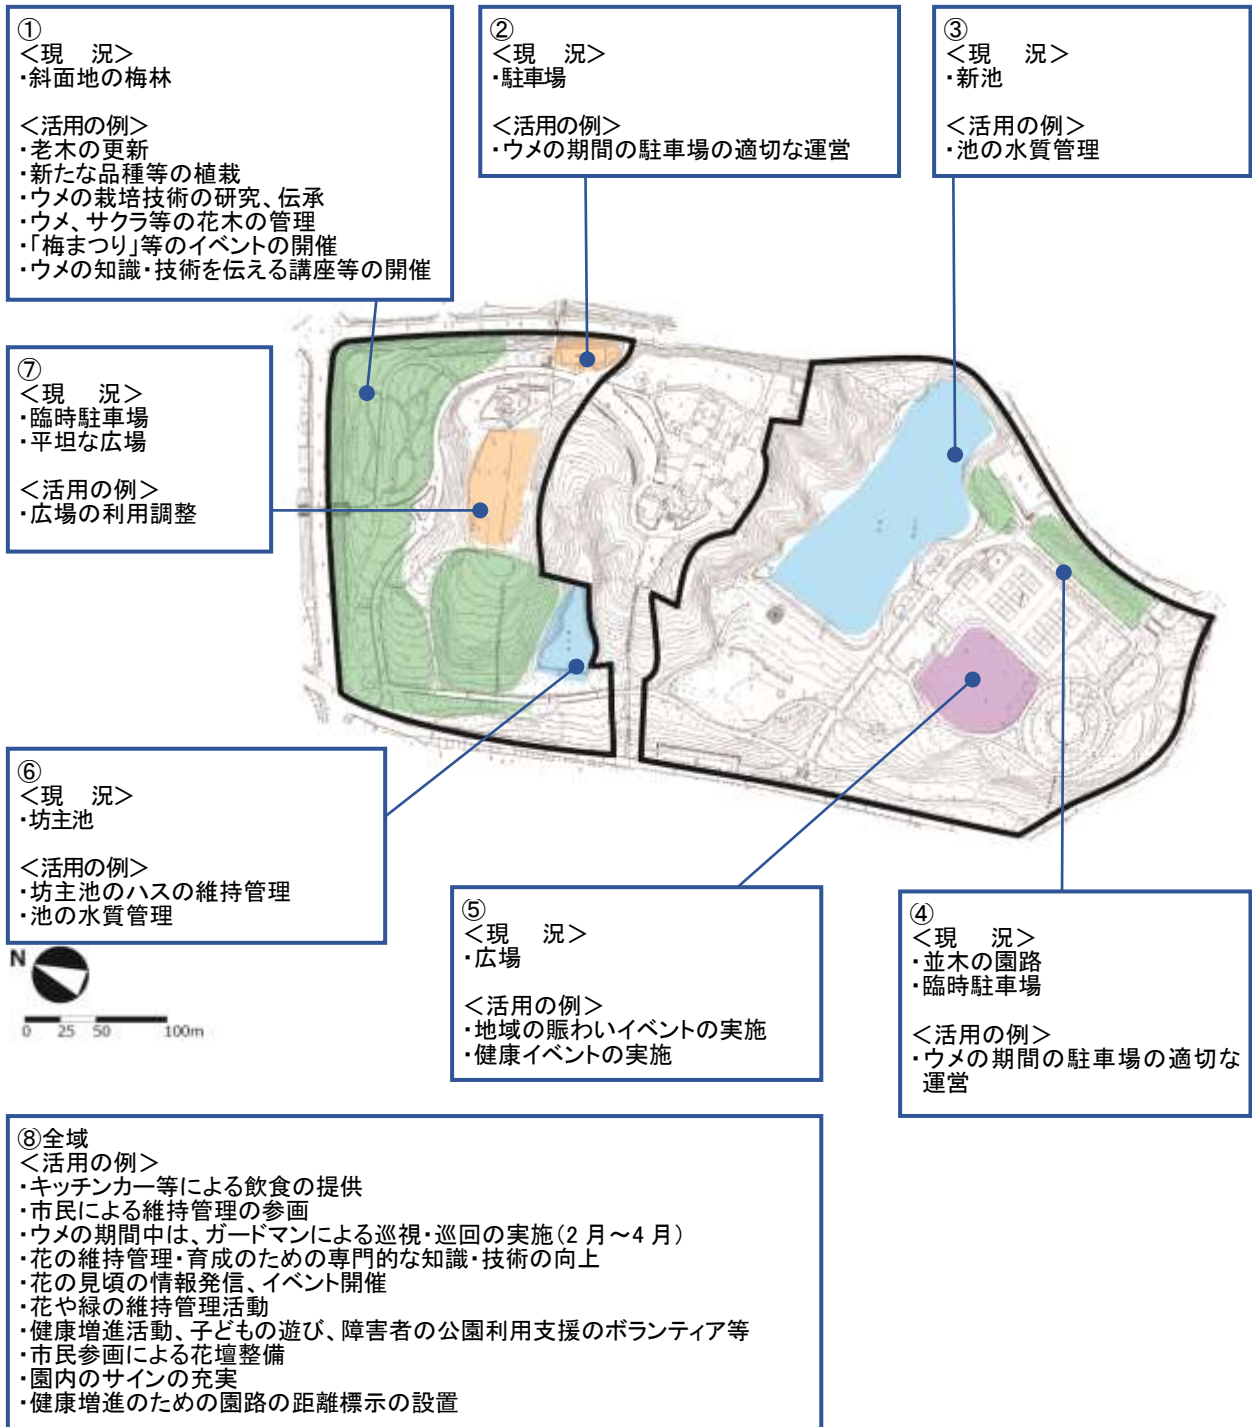 ①
＜現　況＞
・斜面地の梅林
＜活用の例＞
・老木の更新
・新たな品種等の植栽
・ウメの栽培技術の研究、伝承
・ウメ、サクラ等の花木の管理
・「梅まつり」等のイベントの開催
・ウメの知識・技術を伝える講座等の開催
②
＜現　況＞
・駐車場
＜活用の例＞
・ウメの期間の駐車場の適切な運営
③
＜現　況＞
・新池
＜活用の例＞
・池の水質管理
⑦
＜現　況＞
・臨時駐車場
・平坦な広場
＜活用の例＞
・広場の利用調整
⑥
＜現　況＞
・坊主池
＜活用の例＞
・坊主池のハスの維持管理
・池の水質管理
⑤
＜現　況＞
・広場
＜活用の例＞
・地域の賑わいイベントの実施
・健康イベントの実施
④
＜現　況＞
・並木の園路
・臨時駐車場
＜活用の例＞
・ウメの期間の駐車場の適切な
運営
N
0 25 50 100m
⑧全域
＜活用の例＞
・キッチンカー等による飲食の提供
・市民による維持管理の参画
・ウメの期間中は、ガードマンによる巡視・巡回の実施（2 月～4 月）
・花の維持管理・育成のための専門的な知識・技術の向上
・花の見頃の情報発信、イベント開催
・花や緑の維持管理活動
・健康増進活動、子どもの遊び、障害者の公園利用支援のボランティア等
・市民参画による花壇整備
・園内のサインの充実
・健康増進のための園路の距離標示の設置